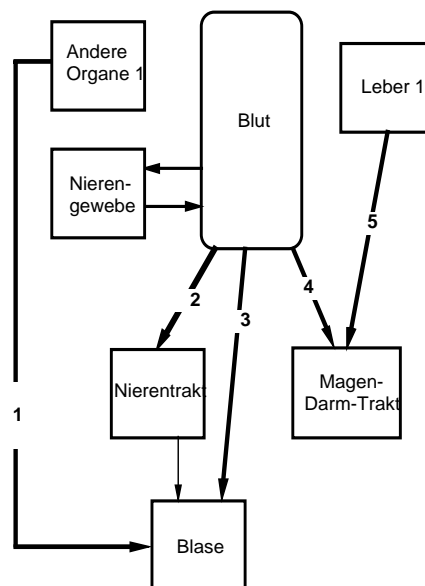 Andere
Organe 1
Blut
Leber 1
Nieren-
gewebe
5
2
3
4
Nierentrakt
Magen-
Darm-Trakt
1
Blase